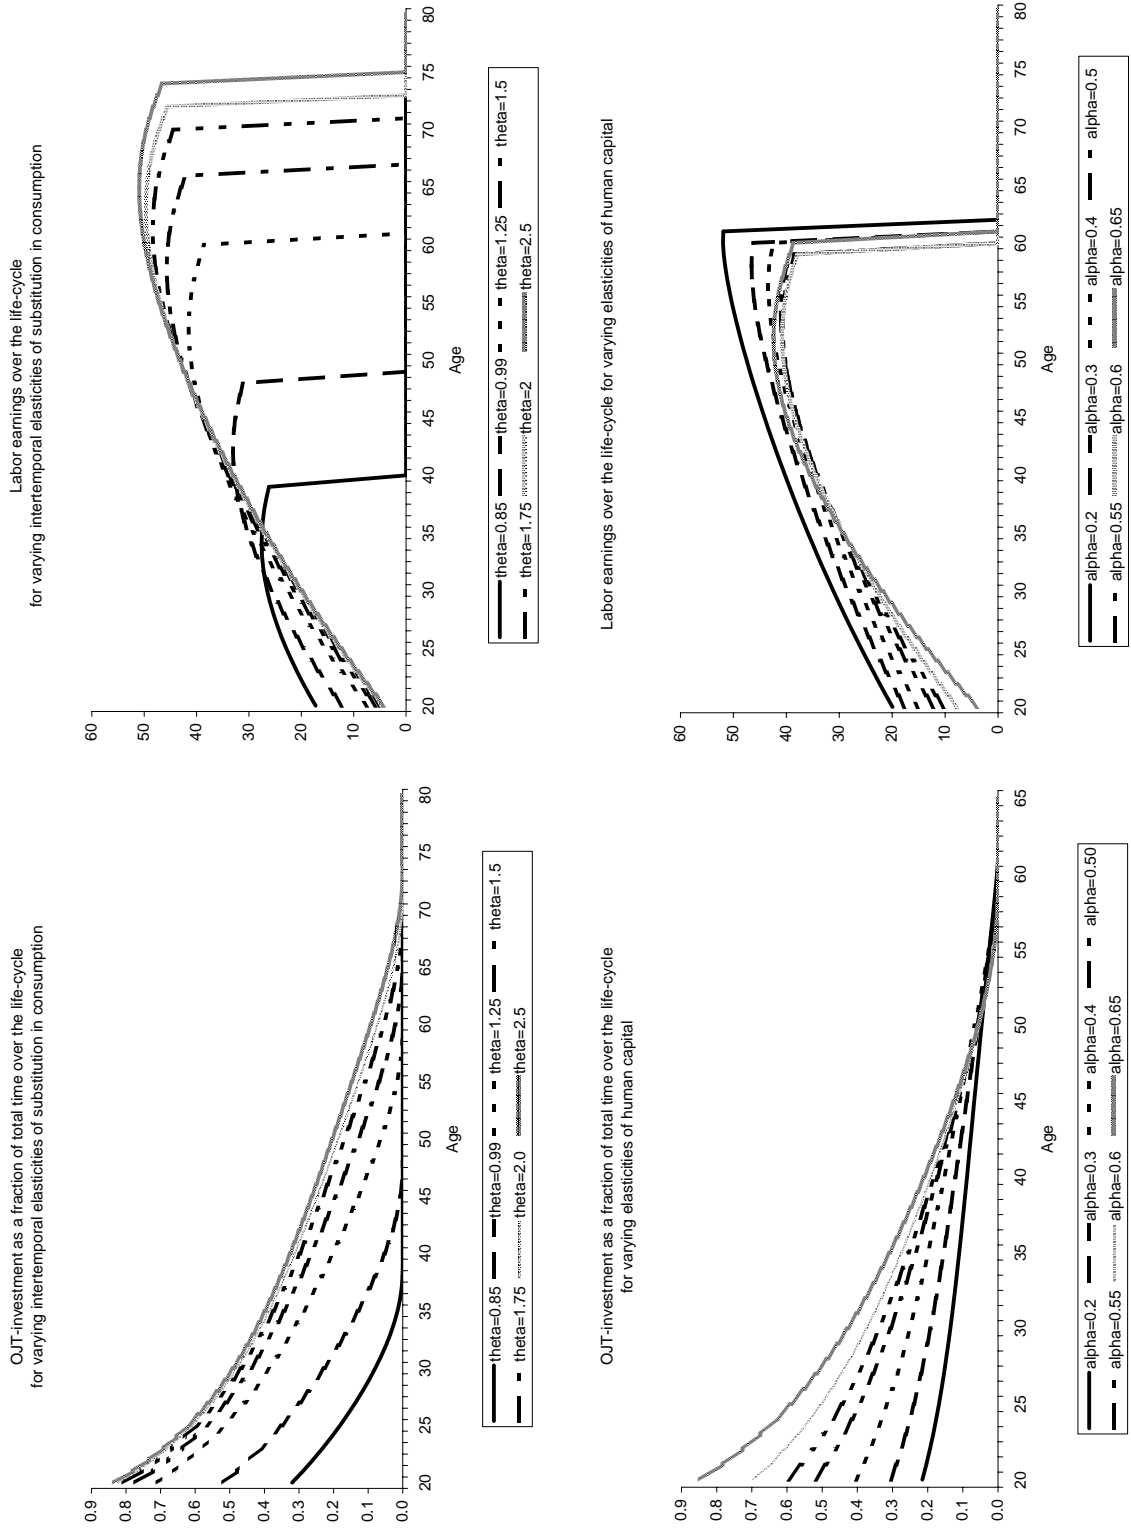 OJT-investment as a fraction of total time over the life-cycle
for varying intertemporal elasticities of substitution in consumption
0.9
0.8
0.7
0.6
0.5
0.4
0.3
0.2
0.1
0.0
20 25 30 35 40 45 50 55 60 65 70 75 80
Age
theta=0.85 theta=0.99 theta=1.25 theta=1.5
theta=1.75 theta=2.0 theta=2.5
Labor earnings over the life-cycle
for varying intertemporal elasticities of substitution in consumption
60
50
40
30
20
10
0
20 25 30 35 40 45 50 55 60 65 70 75 80
Age
theta=0.85 theta=0.99 theta=1.25 theta=1.5
theta=1.75 theta=2 theta=2.5
OJT-investment as a fraction of total time over the life-cycle
for varying elasticities of human capital
0.9
0.8
0.7
0.6
0.5
0.4
0.3
0.2
0.1
0.0
20 25 30 35 40 45 50 55 60 65
Age
alpha=0.2 alpha=0.3 alpha=0.4 alpha=0.50
alpha=0.55 alpha=0.6 alpha=0.65
Labor earnings over the life-cycle for varying elasticities of human capital
60
50
40
30
20
10
0
20 25 30 35 40 45 50 55 60 65 70 75 80
Age
alpha=0.2 alpha=0.3 alpha=0.4 alpha=0.5
alpha=0.55 alpha=0.6 alpha=0.65